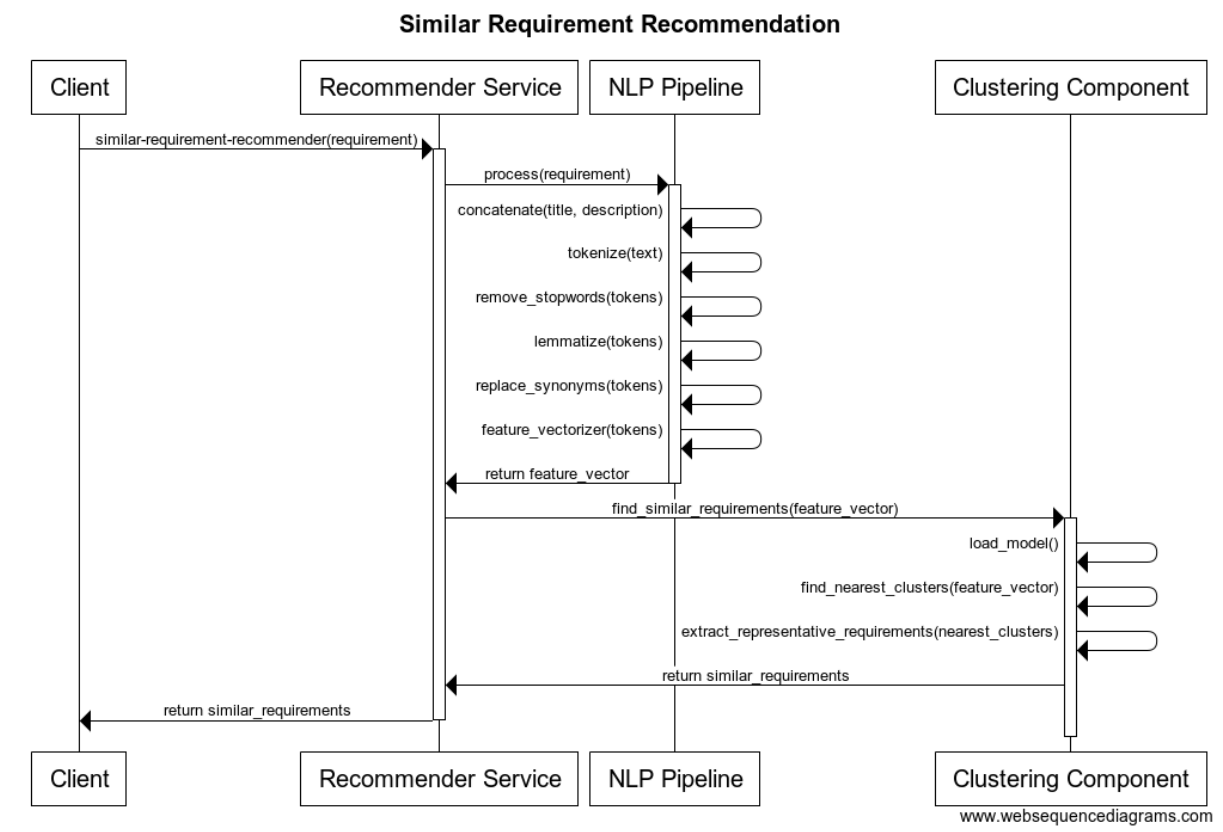 Similar Requirement Recommendation
Client
Recommender Service
NLP Pipeline
Clustering Component
similar-requirement-recommender(requirement)
process(requirement)
concatenate(title, description)
tokenize(text)
remove_stopwords(tokens)
lemmatize(tokens)
replace_synonyms(tokens)
feature_vectorizer(tokens)
return feature_vector
find_similar_requirements(feature_vector)
load_model()
find_nearest_clusters(feature_vector)
extract_representative_requirements(nearest_clusters)
return similar_requirements
return similar_requirements
Client
Recommender Service
NLP Pipeline
Clustering Component
www.websequencediagrams.com